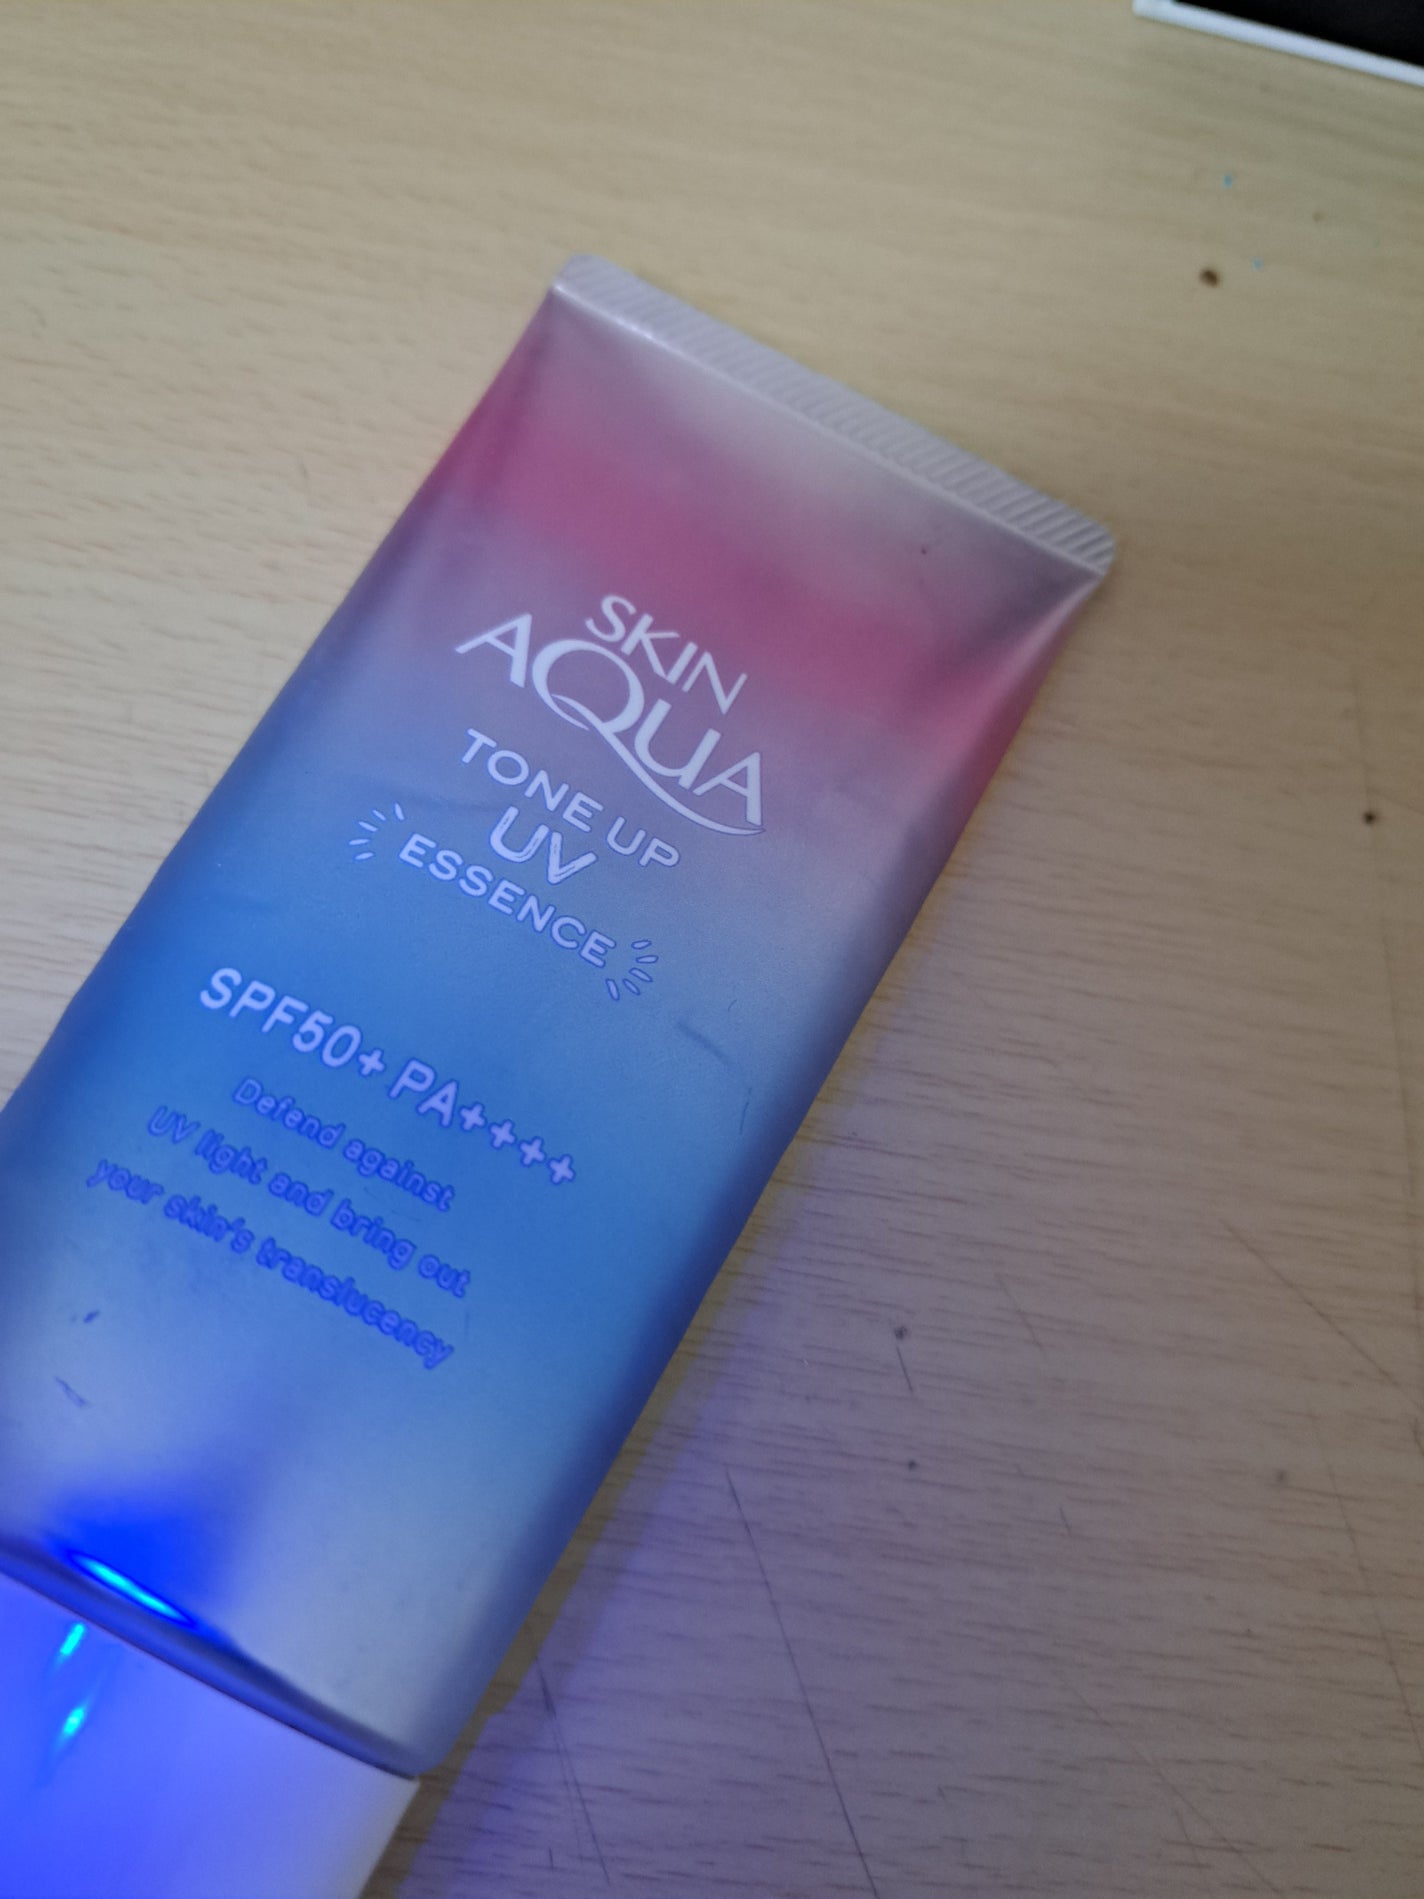 SKIN
AQUA
TONE UP
UV
ESSENCE
SPF50+ PA++++
Defend against
UV light and bring out
your skin's translucency